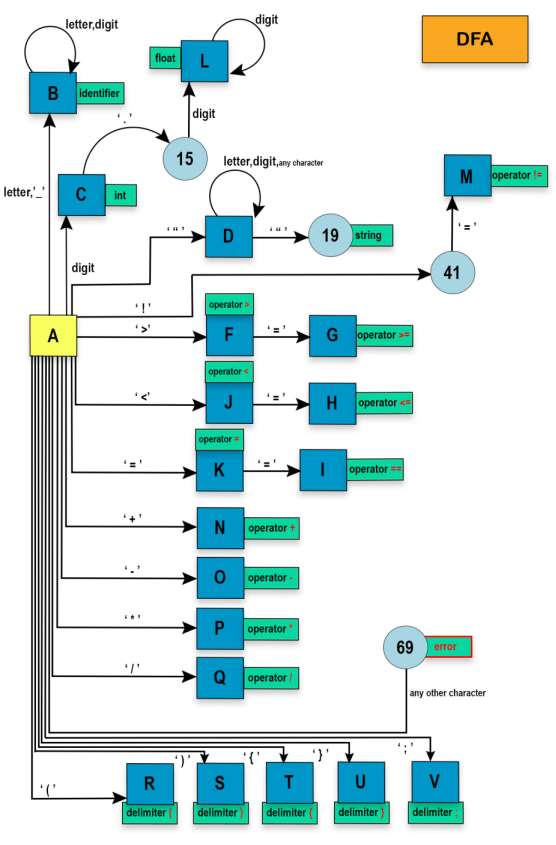 DFA
letter,digit
digit
B
identifier
float
L
‘ . ’
digit
15
letter,digit,any character
letter,’_’
C
int
M
operator !=
‘ “ ’
D
‘ “ ’
19
string
‘ = ’
digit
41
‘ ! ’
operator >
A
‘ >’
F
‘ = ’
G
operator >=
operator <
‘ <’
J
‘ = ’
H
operator <=
operator =
‘ = ’
K
‘ = ’
I
operator ==
‘ + ’
N
operator +
‘ - ’
O
operator -
‘ * ’
P
operator *
69
error
‘ / ’
Q
operator /
any other character
‘ ) ’
‘ { ’
‘ } ’
‘ ; ’
‘ ( ’
R
S
T
U
V
delimiter (
delimiter )
delimiter {
delimiter }
delimiter ;